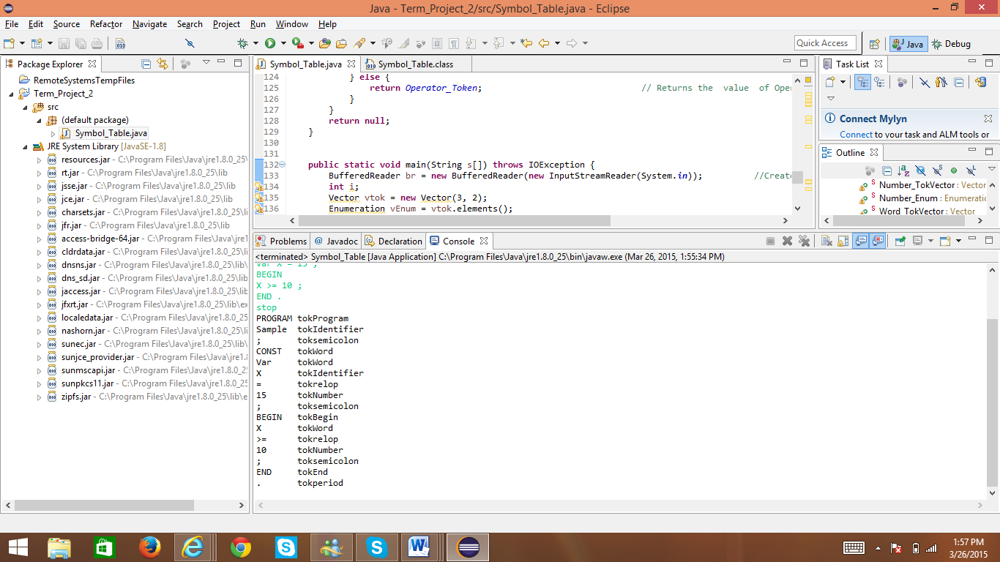 Java - Term_Project_2/src/Symbol_Table.java - Eclipse
File Edit Source Refactor Navigate Search Project Run Window Help
Quick Access
Java
Debug
Package Explorer
RemoteSystemsTempFiles
Term_Project_2
src
(default package)
Symbol_Table.java
JRE System Library [JavaSE-1.8]
resources.jar - C:\Program Files\Java\jre1.8.0_25\
rt.jar - C:\Program Files\Java\jre1.8.0_25\lib
jsse.jar - C:\Program Files\Java\jre1.8.0_25\lib
jce.jar - C:\Program Files\Java\jre1.8.0_25\lib
charsets.jar - C:\Program Files\Java\jre1.8.0_25\l
jfr.jar - C:\Program Files\Java\jre1.8.0_25\lib
access-bridge-64.jar - C:\Program Files\Java\jre1
cldrdata.jar - C:\Program Files\Java\jre1.8.0_25\l
dnsns.jar - C:\Program Files\Java\jre1.8.0_25\lib
dns_sd.jar - C:\Program Files\Java\jre1.8.0_25\lib
jaccess.jar - C:\Program Files\Java\jre1.8.0_25\lib
jfxrt.jar - C:\Program Files\Java\jre1.8.0_25\lib\ex
localedata.jar - C:\Program Files\Java\jre1.8.0_25
nashorn.jar - C:\Program Files\Java\jre1.8.0_25\l
sunec.jar - C:\Program Files\Java\jre1.8.0_25\lib\
sunjce_provider.jar - C:\Program Files\Java\jre1.
sunmscapi.jar - C:\Program Files\Java\jre1.8.0_25
sunpkcs11.jar - C:\Program Files\Java\jre1.8.0_25
zipfs.jar - C:\Program Files\Java\jre1.8.0_25\lib\e
Symbol_Table.java
Symbol_Table.class
124 } else {
125 return Operator_Token; // Returns the value of Ope
126 }
127 }
128 return null;
129 }
130
131
132 public static void main(String s[]) throws IOException {
133 BufferedReader br = new BufferedReader(new InputStreamReader(System.in)); //Create
134 int i;
135 Vector vtok = new Vector(3, 2);
136 Enumeration vEnum = vtok.elements();
Task List
Connect Mylyn
Connect to your task and ALM tools or
Outline
Number_TokVector : Vector
Number_Enum : Enumeratio
Word_TokVector : Vector
Problems
@ Javadoc
Declaration
Console
<terminated> Symbol_Table [Java Application] C:\Program Files\Java\jre1.8.0_25\bin\javaw.exe (Mar 26, 2015, 1:55:34 PM)
Var X = 15 ;
BEGIN
X >= 10 ;
END .
stop
PROGRAM tokProgram
Sample tokIdentifier
; toksemicolon
CONST tokWord
Var tokWord
X tokIdentifier
= tokrelop
15 tokNumber
; toksemicolon
BEGIN tokBegin
X tokWord
>= tokrelop
10 tokNumber
; toksemicolon
END tokEnd
. tokperiod
1:57 PM
3/26/2015